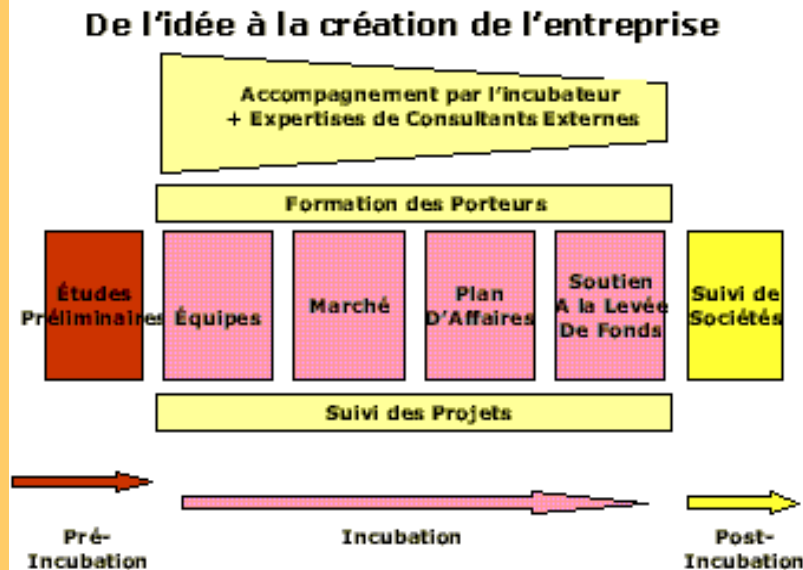 De l'idée à la création de l'entreprise
Accompagnement par l'incubateur
+ Expertises de Consultants Externes
Formation des Porteurs
Études
Préliminaires
Équipes
Marché
Plan
D'Affaires
Soutien
A la Levée
De Fonds
Suivi de
Sociétés
Suivi des Projets
Pré-
Incubation
Incubation
Post-
Incubation